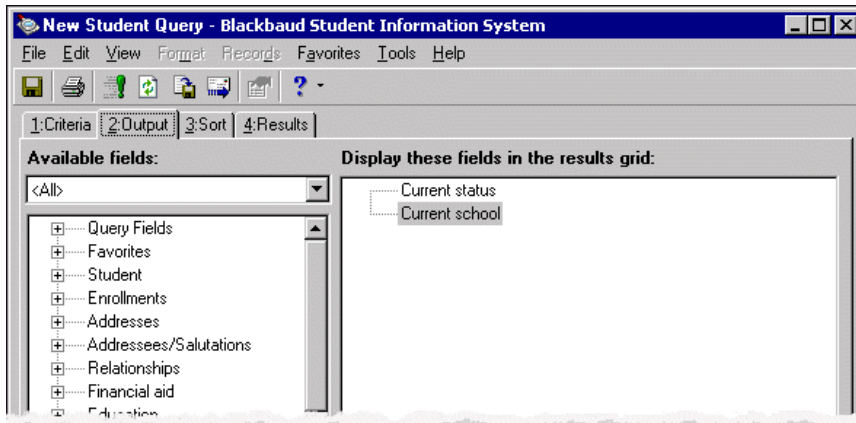 New Student Query - Blackbaud Student Information System
File Edit View Format Records Favorites Tools Help
1:Criteria 2:Output 3:Sort 4:Results
Available fields: Display these fields in the results grid:
<All>
Current status
Current school
Query Fields
Favorites
Student
Enrollments
Addresses
Addressees/Salutations
Relationships
Financial aid
Education